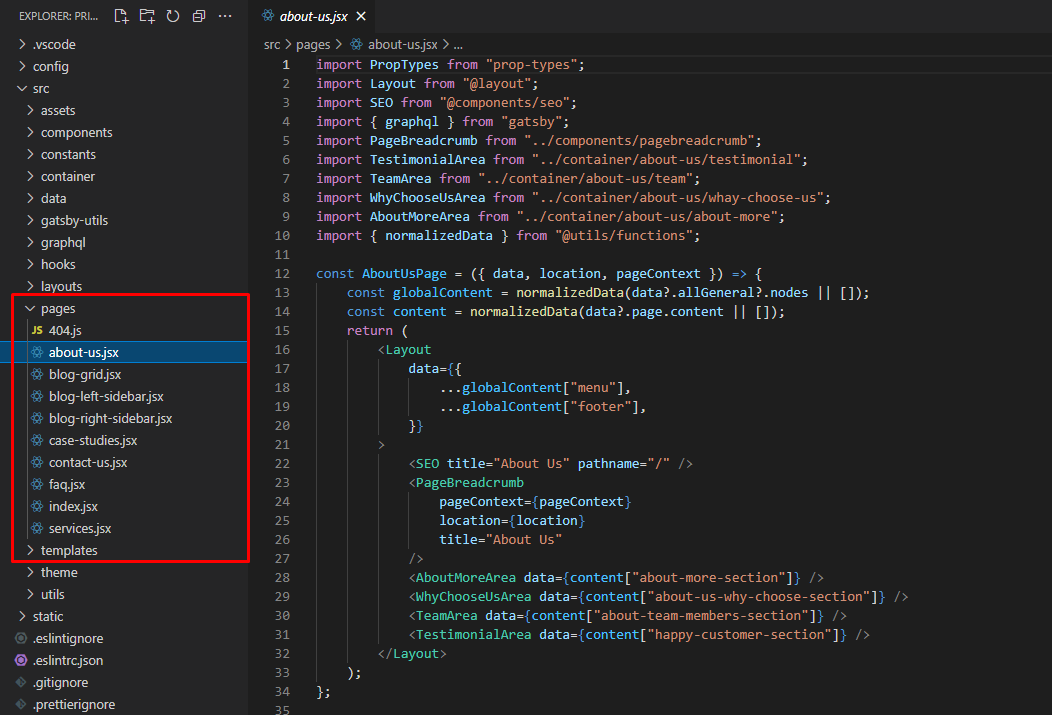 EXPLORER: PRI...
.vscode
config
src
assets
components
constants
container
data
gatsby-utils
graphql
hooks
layouts
pages
JS 404.js
about-us.jsx
blog-grid.jsx
blog-left-sidebar.jsx
blog-right-sidebar.jsx
case-studies.jsx
contact-us.jsx
faq.jsx
index.jsx
services.jsx
templates
theme
utils
static
.eslintignore
.eslintrc.json
.gitignore
.prettierignore
about-us.jsx
src > pages > about-us.jsx > ...
1 import PropTypes from "prop-types";
2 import Layout from "@layout";
3 import SEO from "@components/seo";
4 import { graphql } from "gatsby";
5 import PageBreadcrumb from "../components/pagebreadcrumb";
6 import TestimonialArea from "../container/about-us/testimonial";
7 import TeamArea from "../container/about-us/team";
8 import WhyChooseUsArea from "../container/about-us/whay-choose-us";
9 import AboutMoreArea from "../container/about-us/about-more";
10 import { normalizedData } from "@utils/functions";
11
12 const AboutUsPage = ({ data, location, pageContext }) => {
13     const globalContent = normalizedData(data?.allGeneral?.nodes || []);
14     const content = normalizedData(data?.page.content || []);
15     return (
16         <Layout
17             data={{
18                 ...globalContent["menu"],
19                 ...globalContent["footer"],
20             }}
21         >
22             <SEO title="About Us" pathname="/" />
23             <PageBreadcrumb
24                 pageContext={pageContext}
25                 location={location}
26                 title="About Us"
27             />
28             <AboutMoreArea data={content["about-more-section"]} />
29             <WhyChooseUsArea data={content["about-us-why-choose-section"]} />
30             <TeamArea data={content["about-team-members-section"]} />
31             <TestimonialArea data={content["happy-customer-section"]} />
32         </Layout>
33     );
34 };
35